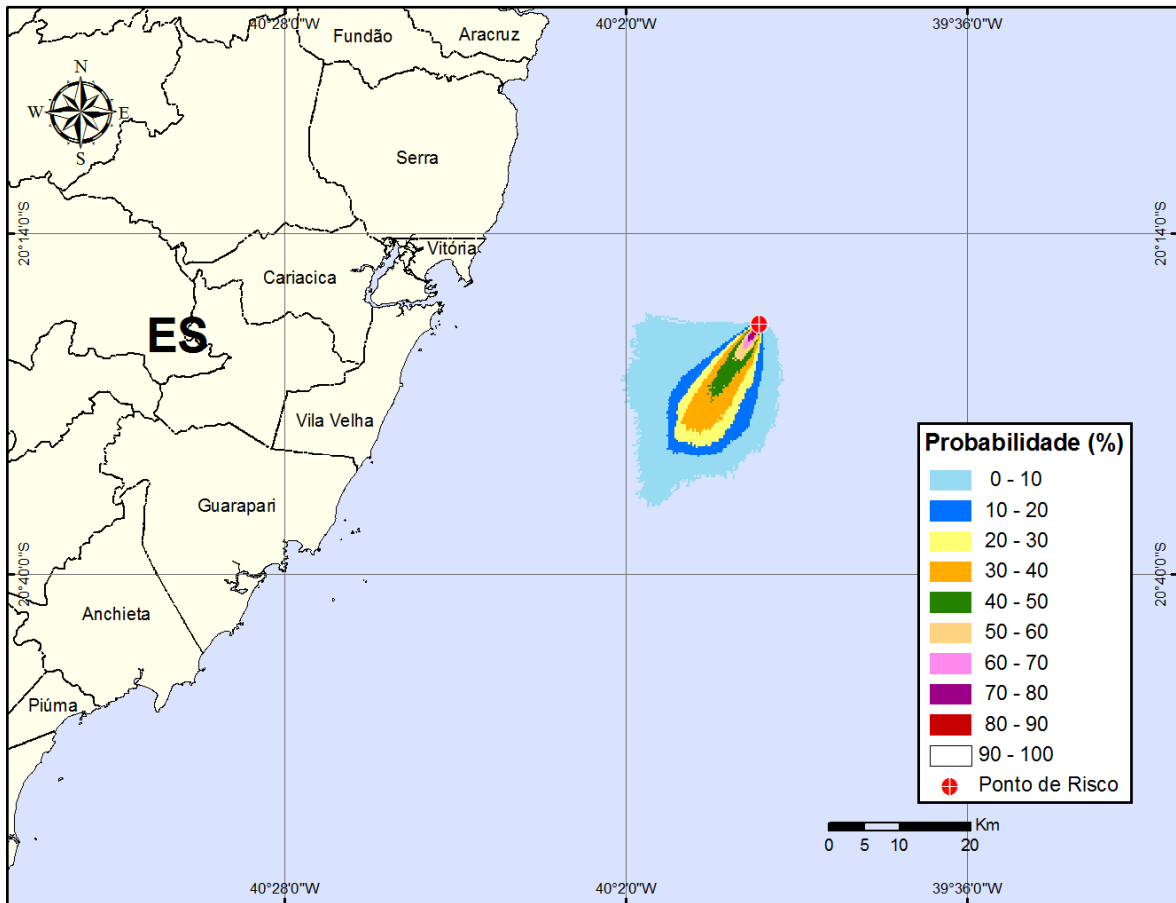 40°28'0"W
40°2'0"W
39°36'0"W
Fundão
Aracruz
N
W
E
S
Serra
20°14'0"S
20°14'0"S
Vitória
Cariacica
ES
Vila Velha
Guarapari
20°40'0"S
20°40'0"S
Anchieta
Piúma
Probabilidade (%)
0 - 10
10 - 20
20 - 30
30 - 40
40 - 50
50 - 60
60 - 70
70 - 80
80 - 90
90 - 100
Ponto de Risco
Km
0 5 10 20
40°28'0"W
40°2'0"W
39°36'0"W